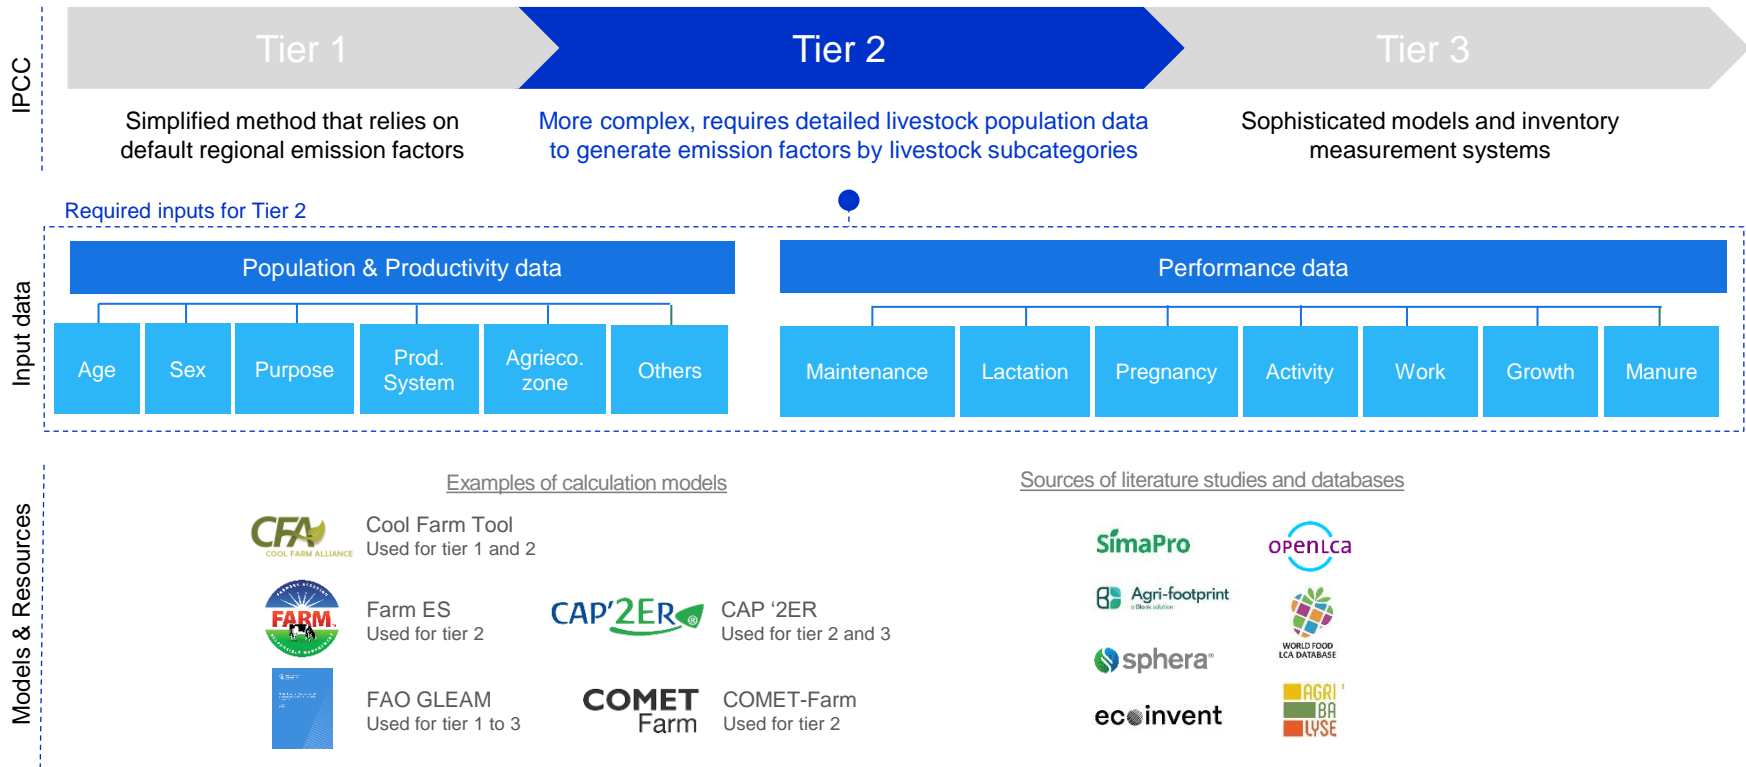 IPCC
Tier 1
Tier 2
Tier 3
Simplified method that relies on
default regional emission factors
More complex, requires detailed livestock population data
to generate emission factors by livestock subcategories
Sophisticated models and inventory
measurement systems
Required inputs for Tier 2
Input data
Population & Productivity data
Performance data
Age
Sex
Purpose
Prod.
System
Agrieco.
zone
Others
Maintenance
Lactation
Pregnancy
Activity
Work
Growth
Manure
Models & Resources
Examples of calculation models
CFA
COOL FARM ALLIANCE
Cool Farm Tool
Used for tier 1 and 2
FARM
Farm ES
Used for tier 2
CAP'2ER®
CAP ‘2ER
Used for tier 2 and 3
FAO GLEAM
Used for tier 1 to 3
COMET
Farm
COMET-Farm
Used for tier 2
Sources of literature studies and databases
SimaPro
openLca
Agri-footprint
a Blonk solution
WORLD FOOD
LCA DATABASE
sphera®
ecoinvent
AGRI'
BA
LYSE